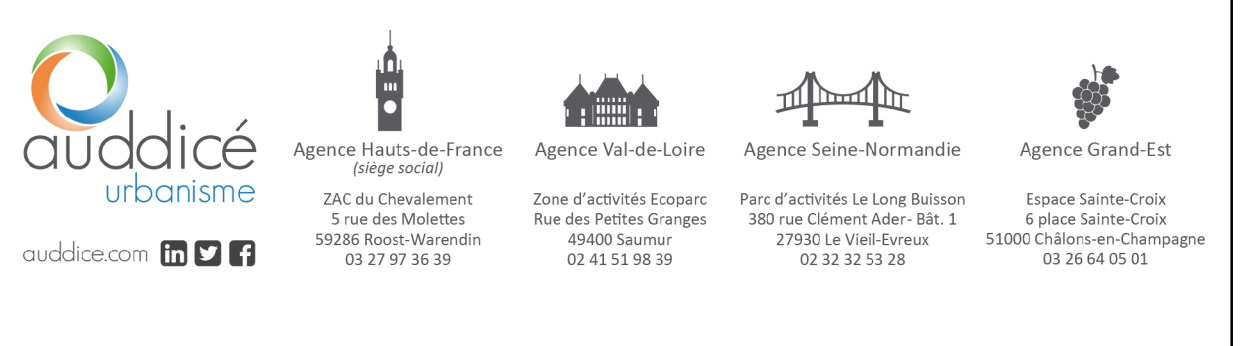 auddicé
urbanisme
auddice.com
Agence Hauts-de-France
(siège social)
ZAC du Chevalement
5 rue des Molettes
59286 Roost-Warendin
03 27 97 36 39
Agence Val-de-Loire
Zone d’activités Ecoparc
Rue des Petites Granges
49400 Saumur
02 41 51 98 39
Agence Seine-Normandie
Parc d’activités Le Long Buisson
380 rue Clément Ader- Bât. 1
27930 Le Vieil-Evreux
02 32 32 53 28
Agence Grand-Est
Espace Sainte-Croix
6 place Sainte-Croix
51000 Châlons-en-Champagne
03 26 64 05 01